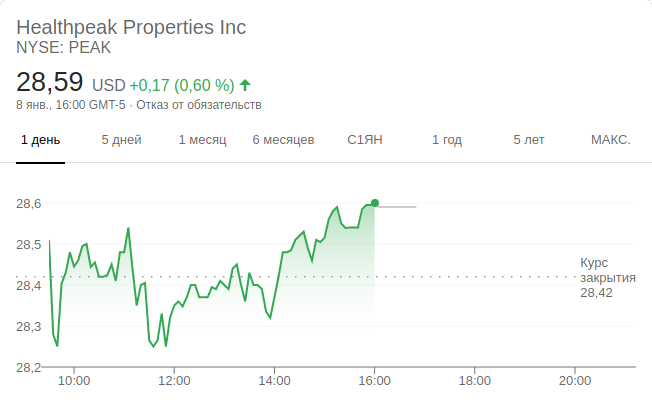 Healthpeak Properties Inc
NYSE: PEAK
28,59 USD +0,17 (0,60 %)
8 янв., 16:00 GMT-5 · Отказ от обязательств
1 день 5 дней 1 месяц 6 месяцев С1ЯН 1 год 5 лет МАКС.
28,6
28,5
28,4
28,3
28,2
Курс
закрытия
28,42
10:00 12:00 14:00 16:00 18:00 20:00